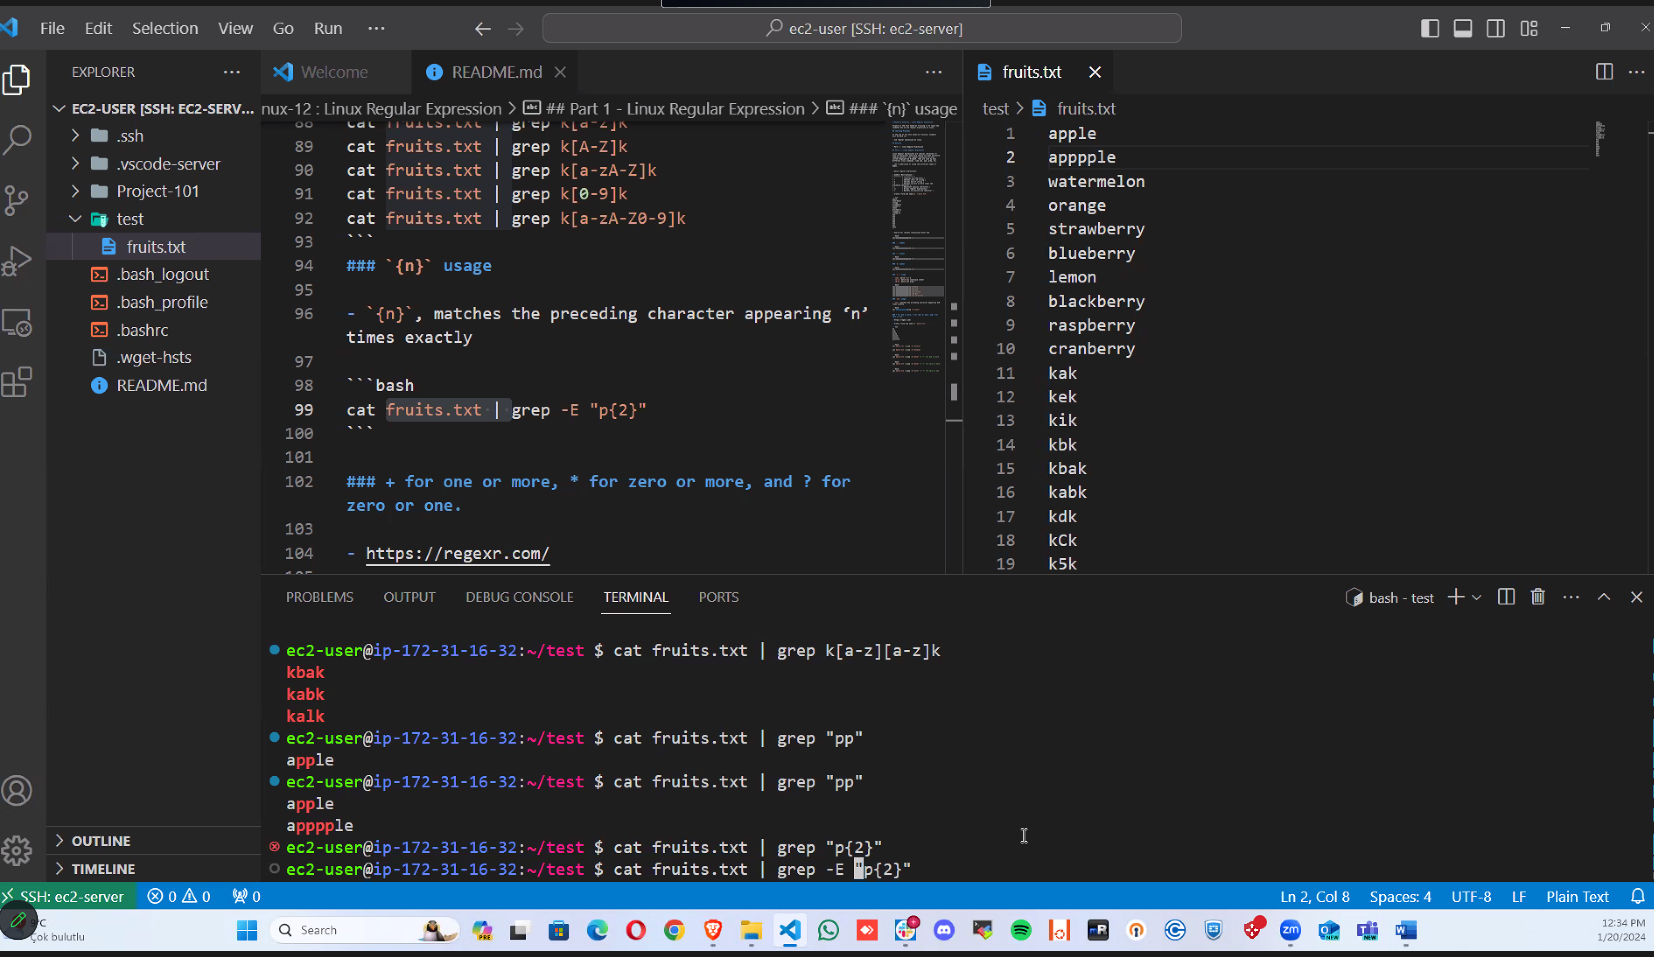 File Edit Selection View Go Run ···
ec2-user [SSH: ec2-server]
EXPLORER ···
EC2-USER [SSH: EC2-SERV...
.ssh
.vscode-server
Project-101
test
fruits.txt
.bash_logout
.bash_profile
.bashrc
.wget-hsts
README.md
OUTLINE
TIMELINE
Welcome
README.md
nux-12 : Linux Regular Expression > ## Part 1 - Linux Regular Expression > ### `{n}` usage
88 cat fruits.txt | grep k[a-z]k
89 cat fruits.txt | grep k[A-Z]k
90 cat fruits.txt | grep k[a-zA-Z]k
91 cat fruits.txt | grep k[0-9]k
92 cat fruits.txt | grep k[a-zA-Z0-9]k
93 ```
94 ### `{n}` usage
95
96 - `{n}`, matches the preceding character appearing ‘n’
times exactly
97
98 ```bash
99 cat fruits.txt | grep -E "p{2}"
100 ```
101
102 ### + for one or more, * for zero or more, and ? for
zero or one.
103
104 - https://regexr.com/
fruits.txt
test > fruits.txt
1 apple
2 apppple
3 watermelon
4 orange
5 strawberry
6 blueberry
7 lemon
8 blackberry
9 raspberry
10 cranberry
11 kak
12 kek
13 kik
14 kbk
15 kbak
16 kabk
17 kdk
18 kCk
19 k5k
PROBLEMS OUTPUT DEBUG CONSOLE TERMINAL PORTS
bash - test
ec2-user@ip-172-31-16-32:~/test $ cat fruits.txt | grep k[a-z][a-z]k
kbak
kabk
kalk
ec2-user@ip-172-31-16-32:~/test $ cat fruits.txt | grep "pp"
apple
ec2-user@ip-172-31-16-32:~/test $ cat fruits.txt | grep "pp"
apple
apppple
ec2-user@ip-172-31-16-32:~/test $ cat fruits.txt | grep "p{2}"
ec2-user@ip-172-31-16-32:~/test $ cat fruits.txt | grep -E "p{2}"
SSH: ec2-server 0 0 0
Ln 2, Col 8 Spaces: 4 UTF-8 LF Plain Text
Çok bulutlu
Search
12:34 PM
1/20/2024